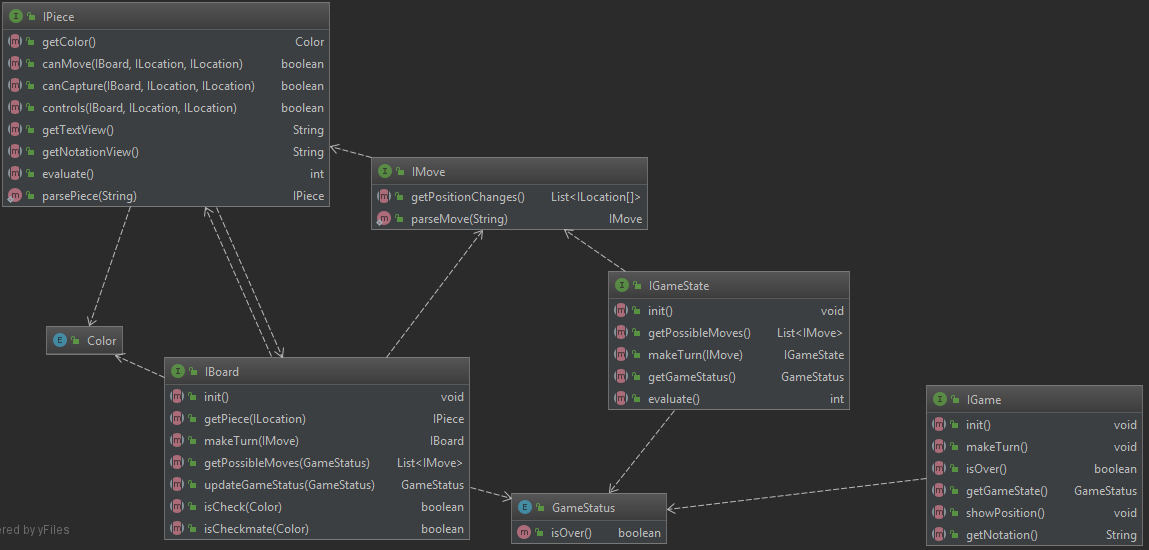 IPiece
getColor() Color
canMove(IBoard, ILocation, ILocation) boolean
canCapture(IBoard, ILocation, ILocation) boolean
controls(IBoard, ILocation, ILocation) boolean
getTextView() String
getNotationView() String
evaluate() int
parsePiece(String) IPiece
IMove
getPositionChanges() List<ILocation[]>
parseMove(String) IMove
IGameState
init() void
getPossibleMoves() List<IMove>
makeTurn(IMove) IGameState
getGameStatus() GameStatus
evaluate() int
Color
IBoard
init() void
getPiece(ILocation) IPiece
makeTurn(IMove) IBoard
getPossibleMoves(GameStatus) List<IMove>
updateGameStatus(GameStatus) GameStatus
isCheck(Color) boolean
isCheckmate(Color) boolean
IGame
init() void
makeTurn() void
isOver() boolean
getGameState() GameStatus
showPosition() void
getNotation() String
GameStatus
isOver() boolean
ered by yFiles